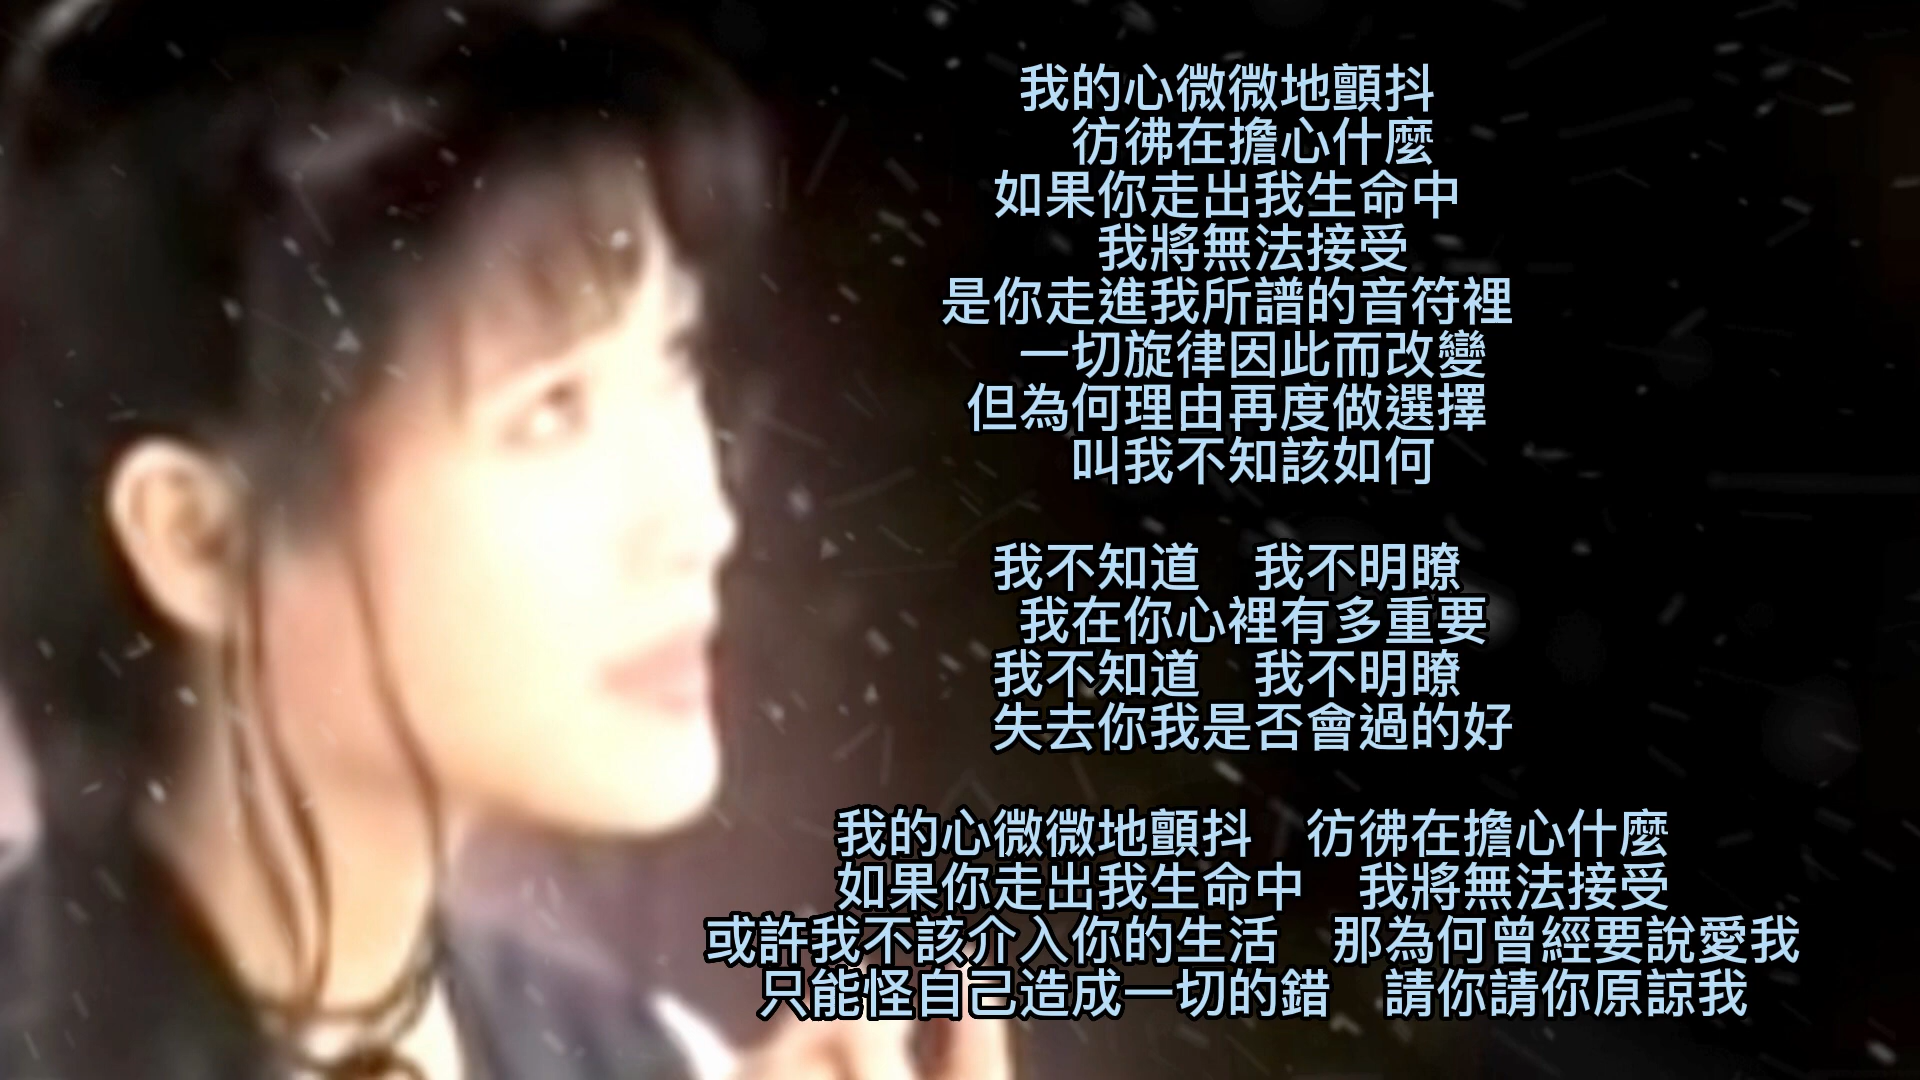 我的心微微地顫抖
彷彿在擔心什麼
如果你走出我生命中
我將無法接受
是你走進我所譜的音符裡
一切旋律因此而改變
但為何理由再度做選擇
叫我不知該如何
我不知道　我不明瞭
我在你心裡有多重要
我不知道　我不明瞭
失去你我是否會過的好
我的心微微地顫抖　彷彿在擔心什麼
如果你走出我生命中　我將無法接受
或許我不該介入你的生活　那為何曾經要說愛我
只能怪自己造成一切的錯　請你請你原諒我